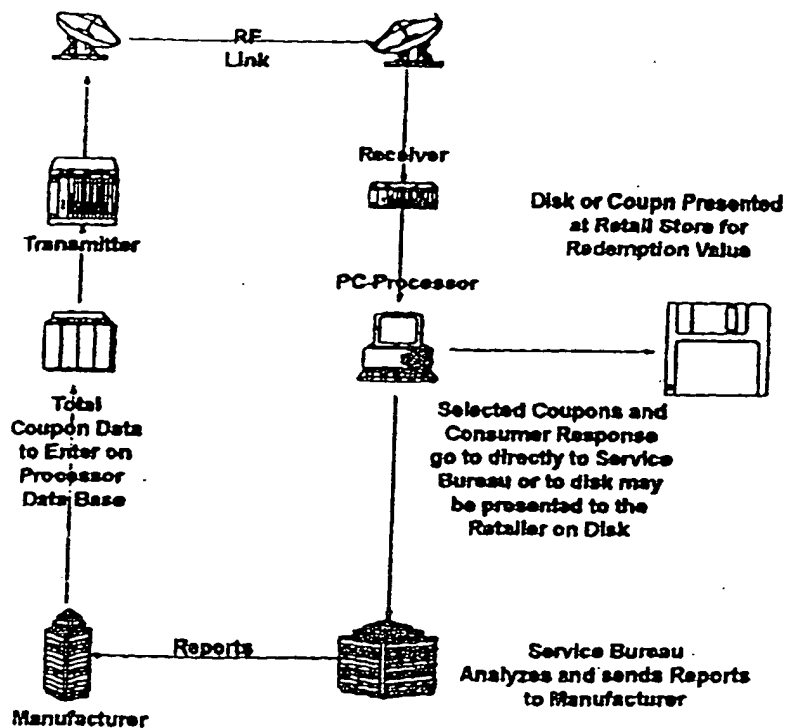 RF
Link
Receiver
Disk or Coupn Presented
at Retail Store for
Redemption Value
Transmitter
PC-Processor
Total
Coupon Data
to Enter on
Processor
Data Base
Selected Coupons and
Consumer Response
go to directly to Service
Bureau or to disk may
be presented to the
Retailer on Disk
Reports
Service Bureau
Analyzes and sends Reports
to Manufacturer
Manufacturer